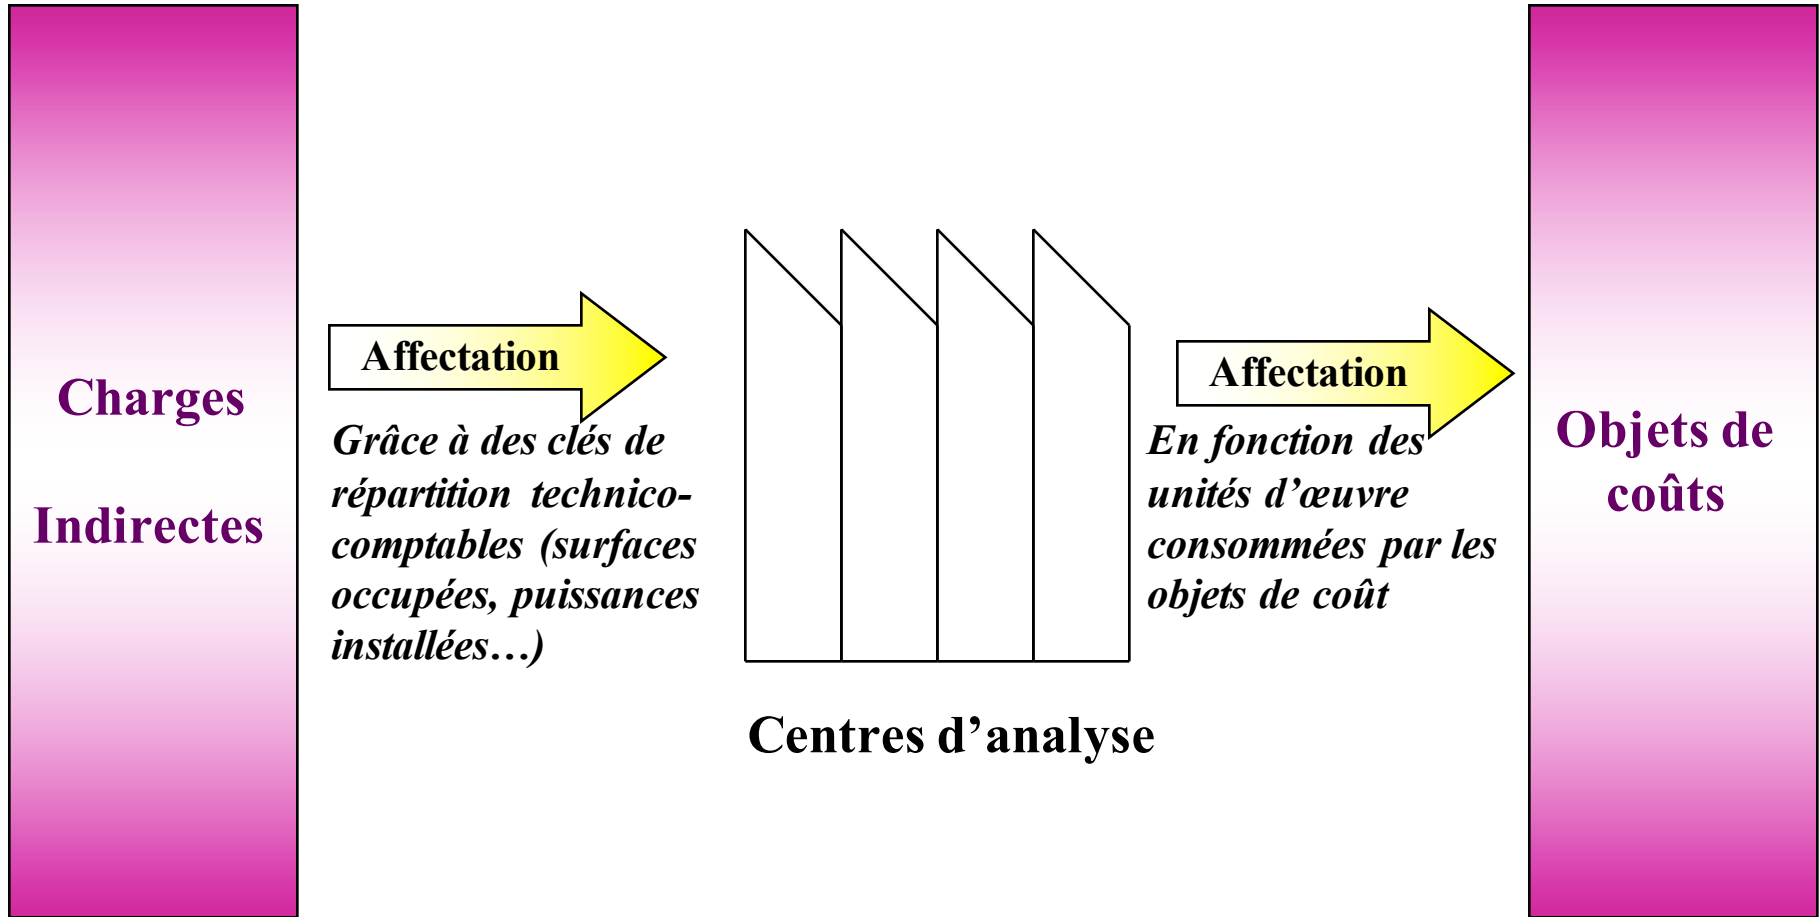 Charges
Indirectes
Affectation
Grâce à des clés de
répartition technico-
comptables (surfaces
occupées, puissances
installées…)
Centres d’analyse
Affectation
En fonction des
unités d’œuvre
consommées par les
objets de coût
Objets de
coûts